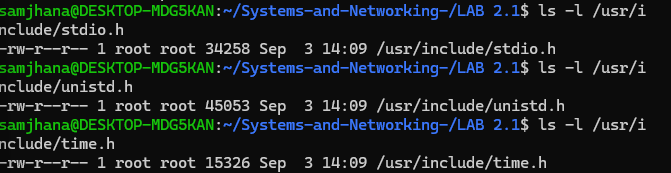 samjhana@DESKTOP-MDG5KAN:~/Systems-and-Networking-/LAB 2.1$ ls -l /usr/i
nclude/stdio.h
-rw-r--r-- 1 root root 34258 Sep  3 14:09 /usr/include/stdio.h
samjhana@DESKTOP-MDG5KAN:~/Systems-and-Networking-/LAB 2.1$ ls -l /usr/i
nclude/unistd.h
-rw-r--r-- 1 root root 45053 Sep  3 14:09 /usr/include/unistd.h
samjhana@DESKTOP-MDG5KAN:~/Systems-and-Networking-/LAB 2.1$ ls -l /usr/i
nclude/time.h
-rw-r--r-- 1 root root 15326 Sep  3 14:09 /usr/include/time.h